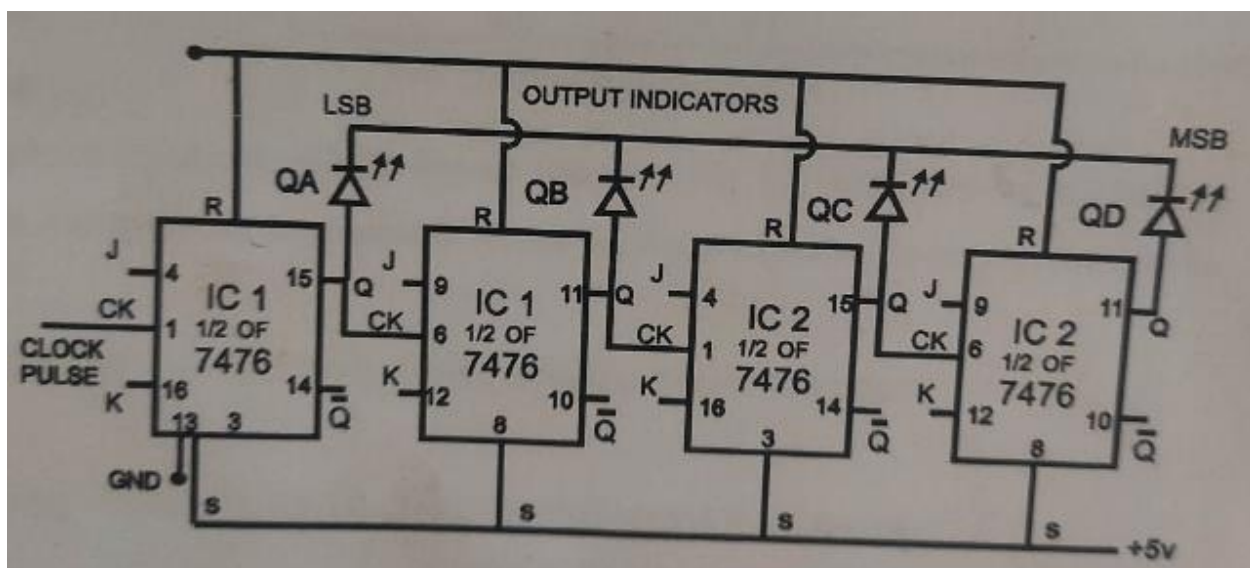 LSB
OUTPUT INDICATORS
MSB
QA
QB
QC
QD
R
J
4
15
Q
CK
1
IC 1
1/2 OF
7476
CLOCK
PULSE
K
16
14
Q̅
13
3
GND
S
R
J
9
11
Q
CK
6
IC 1
1/2 OF
7476
K
12
10
Q̅
8
S
R
J
4
15
Q
CK
1
IC 2
1/2 OF
7476
K
16
14
Q̅
3
S
R
J
9
11
Q
CK
6
IC 2
1/2 OF
7476
K
12
10
Q̅
8
S
+5v